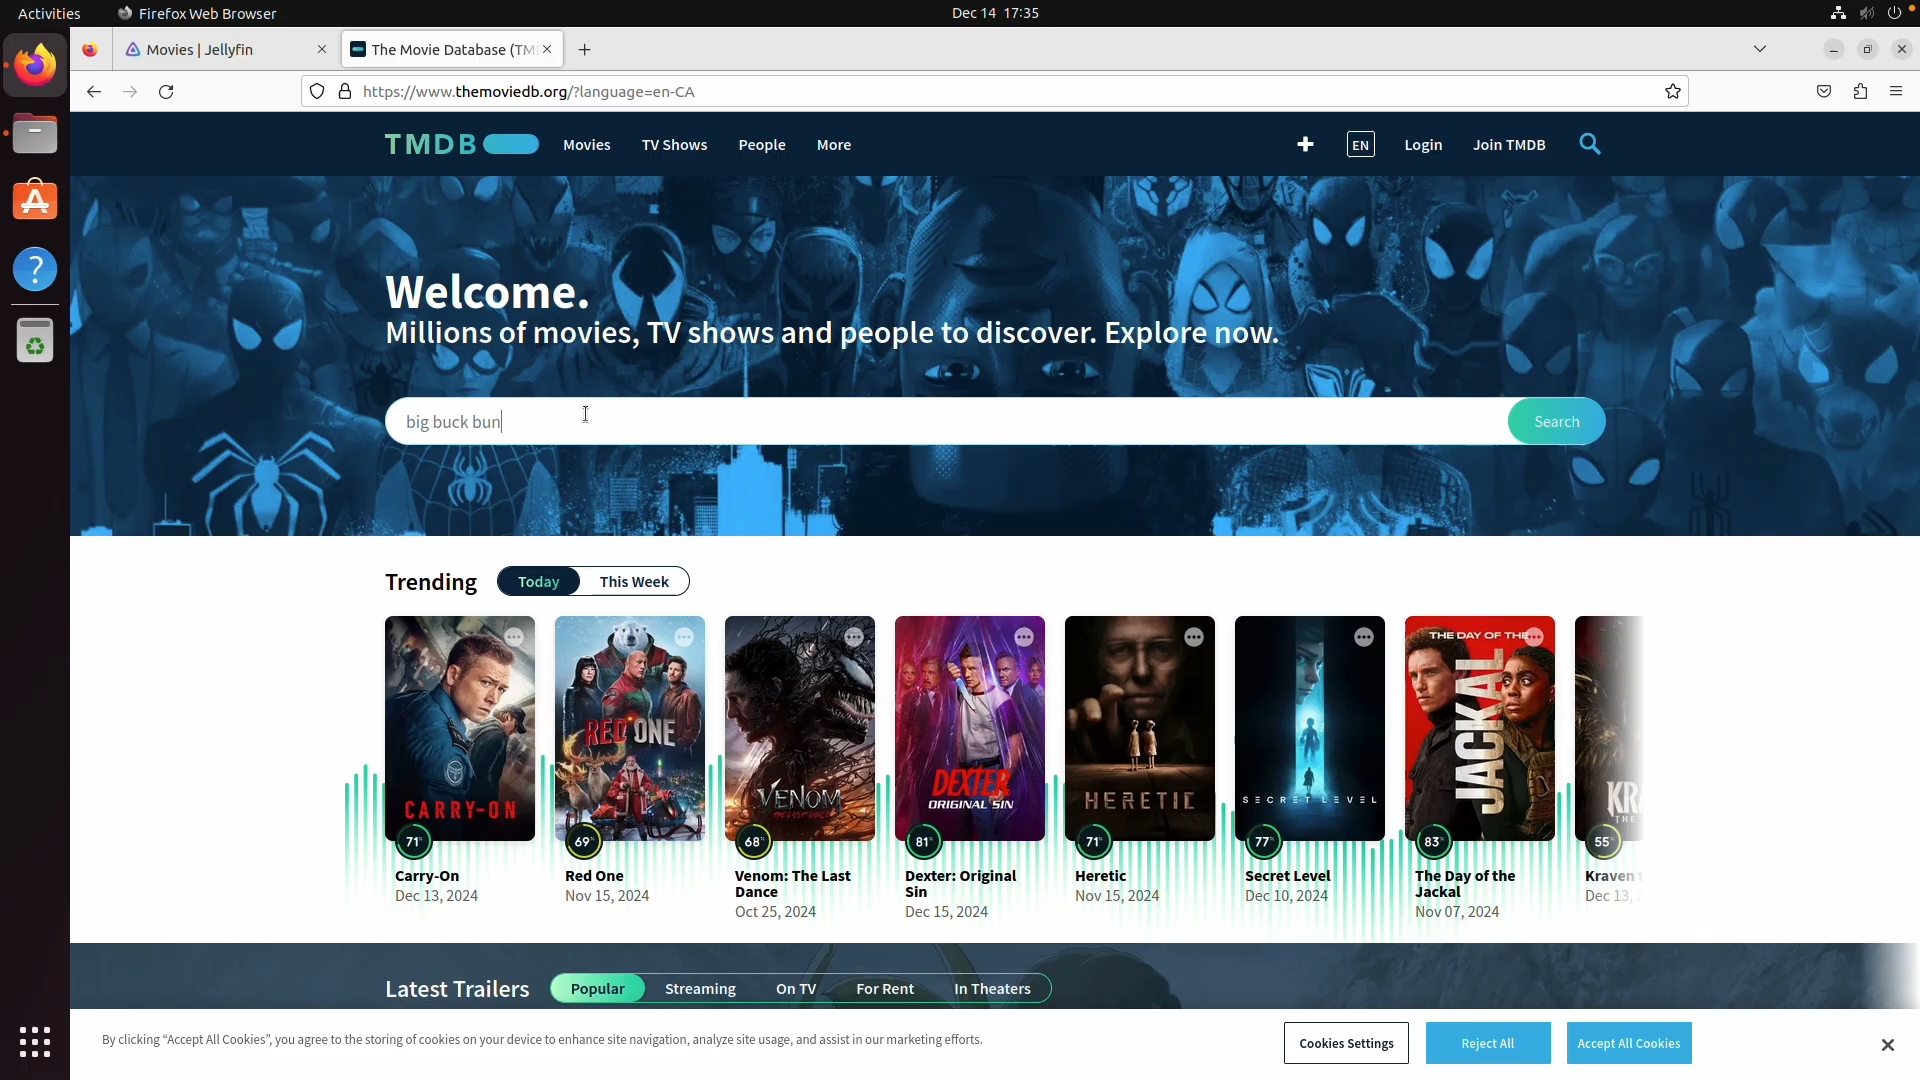 Activities
Firefox Web Browser
Dec 14 17:35
Movies | Jellyfin
The Movie Database (TM
https://www.themoviedb.org/?language=en-CA
TMDB
Movies
TV Shows
People
More
EN
Login
Join TMDB
Welcome.
Millions of movies, TV shows and people to discover. Explore now.
big buck bun
Search
Trending
Today
This Week
CARRY-ON
RED ONE
VENOM
THE LAST DANCE
DEXTER
ORIGINAL SIN
HERETIC
SECRET LEVEL
THE DAY OF THE
JACKAL
KR
THE
71%
69%
68%
81%
71%
77%
83%
55%
Carry-On
Dec 13, 2024
Red One
Nov 15, 2024
Venom: The Last
Dance
Oct 25, 2024
Dexter: Original
Sin
Dec 15, 2024
Heretic
Nov 15, 2024
Secret Level
Dec 10, 2024
The Day of the
Jackal
Nov 07, 2024
Kraven
Dec 13,
Latest Trailers
Popular
Streaming
On TV
For Rent
In Theaters
By clicking “Accept All Cookies”, you agree to the storing of cookies on your device to enhance site navigation, analyze site usage, and assist in our marketing efforts.
Cookies Settings
Reject All
Accept All Cookies